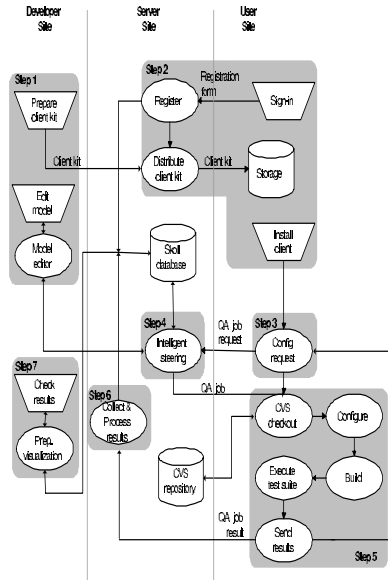 Developer
Site
Server
Site
User
Site
Step 1
Prepare
client kit
Step 2
Register
Registration
form
Sign-in
Client kit
Distribute
client kit
Client kit
Storage
Edit
model
Model
editor
Skoll
database
Install
client
Step 4
Intelligent
steering
QA job
request
Step 3
Config
request
Step 7
Check
results
Prep.
visualization
Step 6
Collect &
Process
results
QA job
CVS
checkout
Configure
CVS
repository
Execute
test suite
Build
QA job
result
Send
results
Step 5